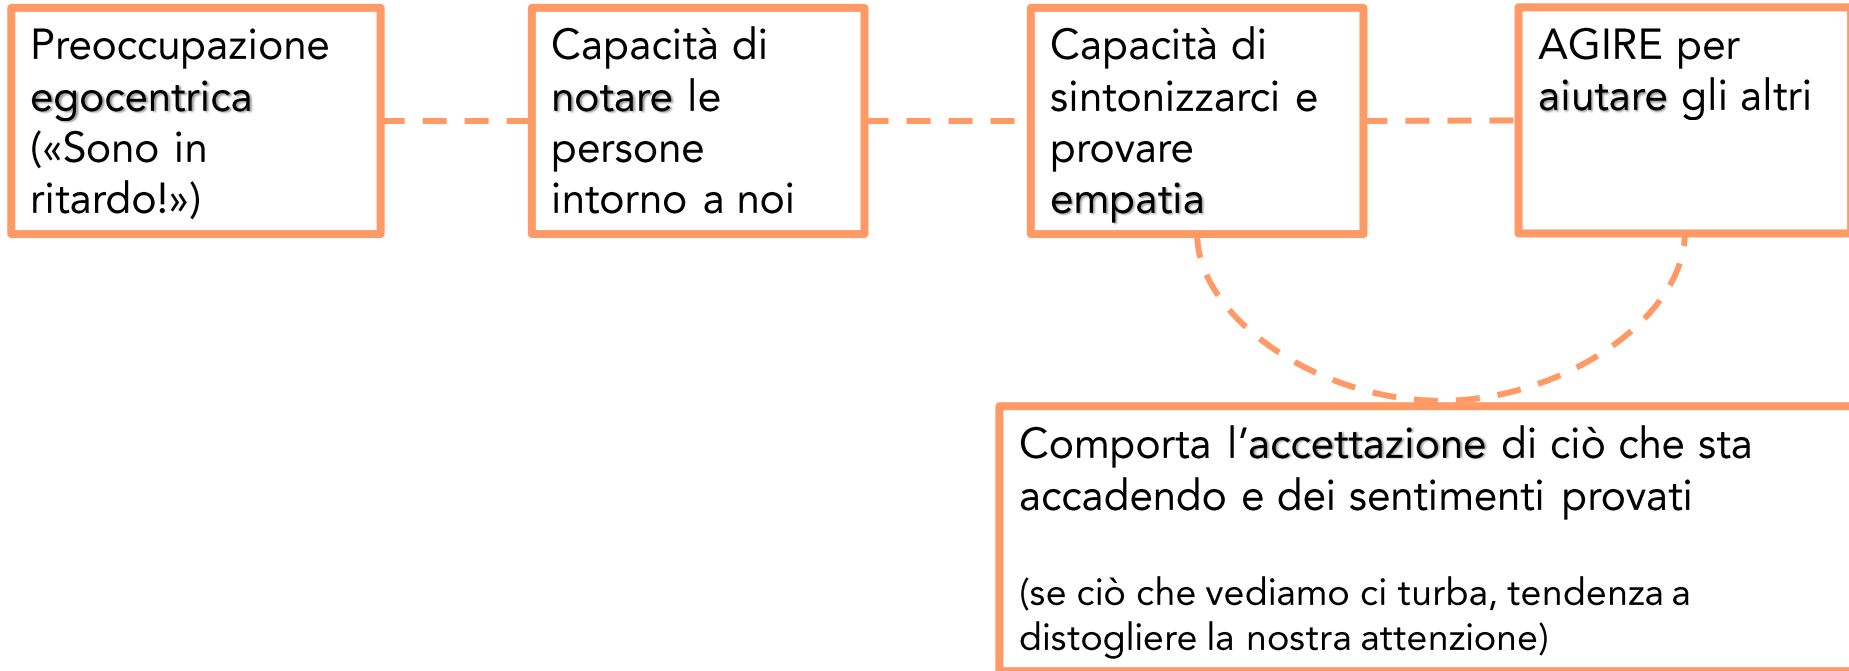 Preoccupazione
egocentrica
(«Sono in
ritardo!»)
Capacità di
notare le
persone
intorno a noi
Capacità di
sintonizzarci e
provare
empatia
AGIRE per
aiutare gli altri
Comporta l’accettazione di ciò che sta
accadendo e dei sentimenti provati
(se ciò che vediamo ci turba, tendenza a
distogliere la nostra attenzione)